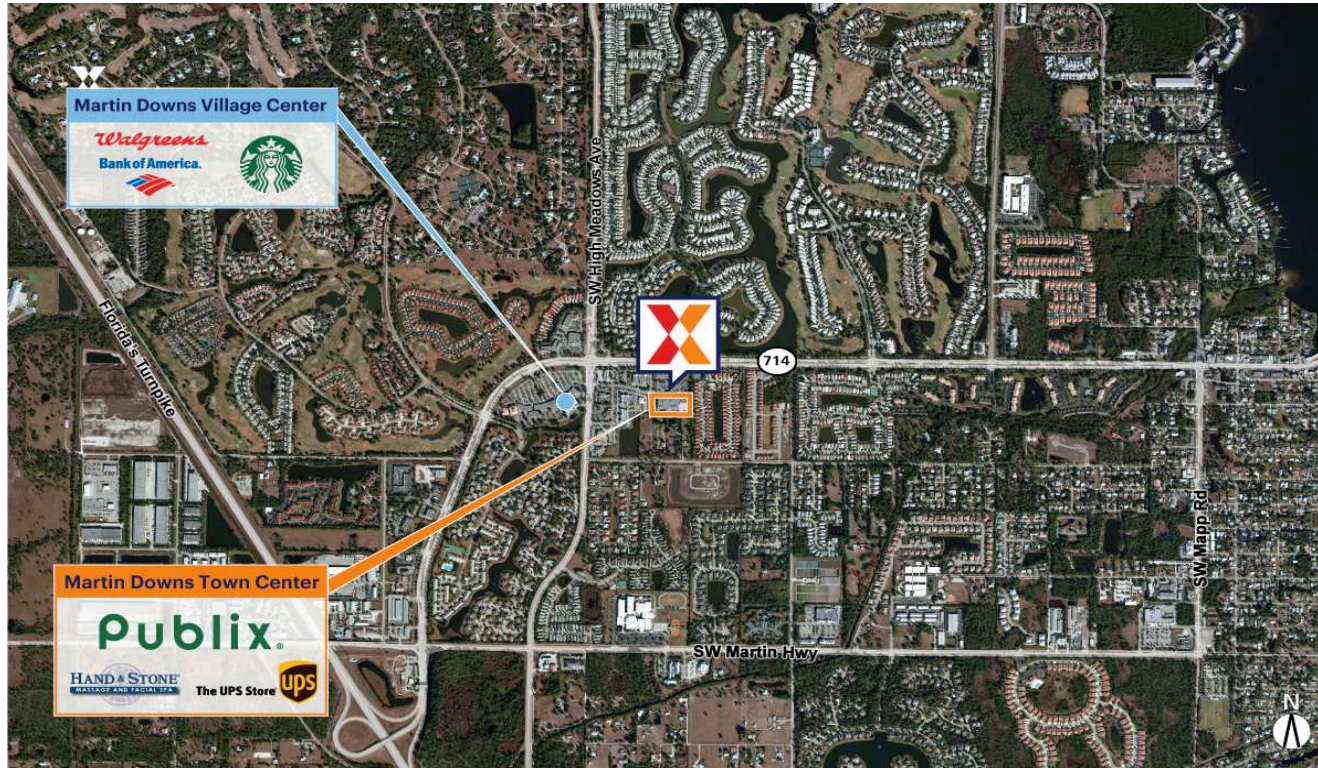 Martin Downs Village Center
Walgreens
Bank of America
SW High Meadows Ave
Florida's Turnpike
714
Martin Downs Town Center
Publix
HAND & STONE
MASSAGE AND FACIAL SPA
The UPS Store
ups
SW Martin Hwy
SW Mapp Rd
N